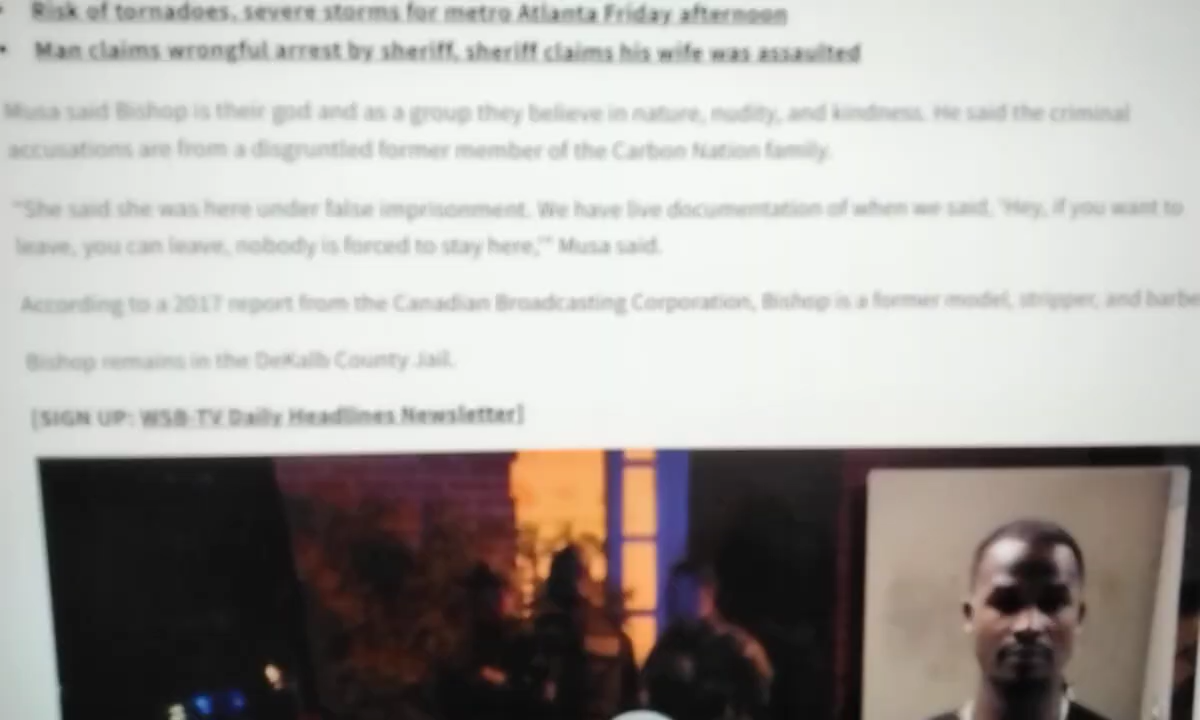 Risk of tornadoes, severe storms for metro Atlanta Friday afternoon
Man claims wrongful arrest by sheriff, sheriff claims his wife was assaulted
Musa said Bishop is their god and as a group they believe in nature, nudity, and kindness. He said the criminal
accusations are from a disgruntled former member of the Carbon Nation family.
"She said she was here under false imprisonment. We have live documentation of when we said, 'Hey, if you want to
leave, you can leave, nobody is forced to stay here,'" Musa said.
According to a 2017 report from the Canadian Broadcasting Corporation, Bishop is a former model, stripper, and barbe
Bishop remains in the DeKalb County Jail.
[SIGN UP: WSB-TV Daily Headlines Newsletter]